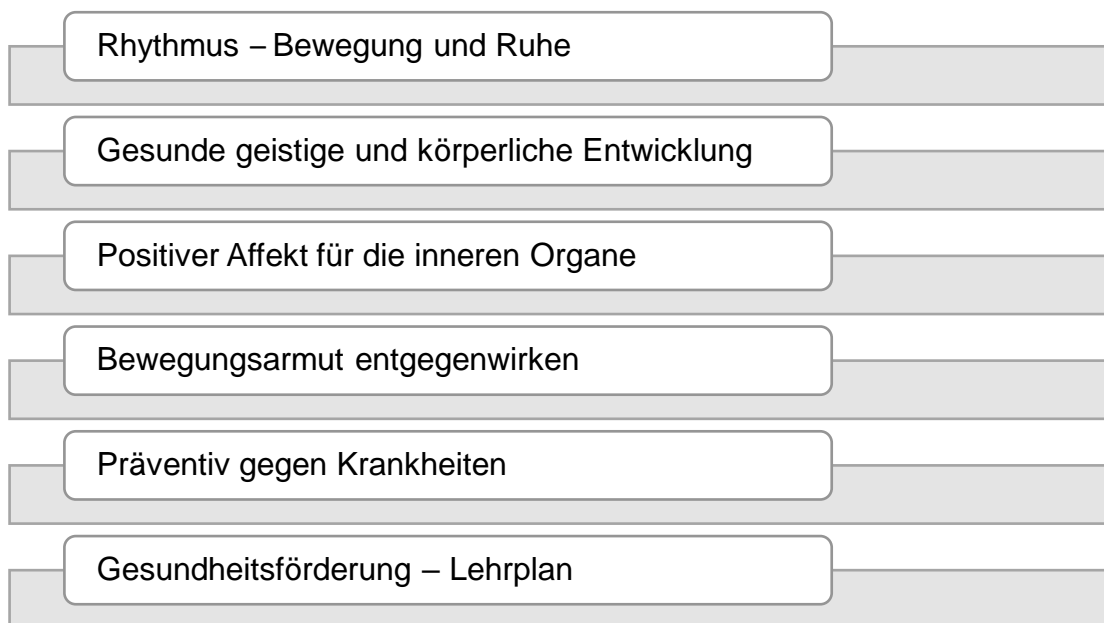 Rhythmus – Bewegung und Ruhe
Gesunde geistige und körperliche Entwicklung
Positiver Affekt für die inneren Organe
Bewegungsarmut entgegenwirken
Präventiv gegen Krankheiten
Gesundheitsförderung – Lehrplan